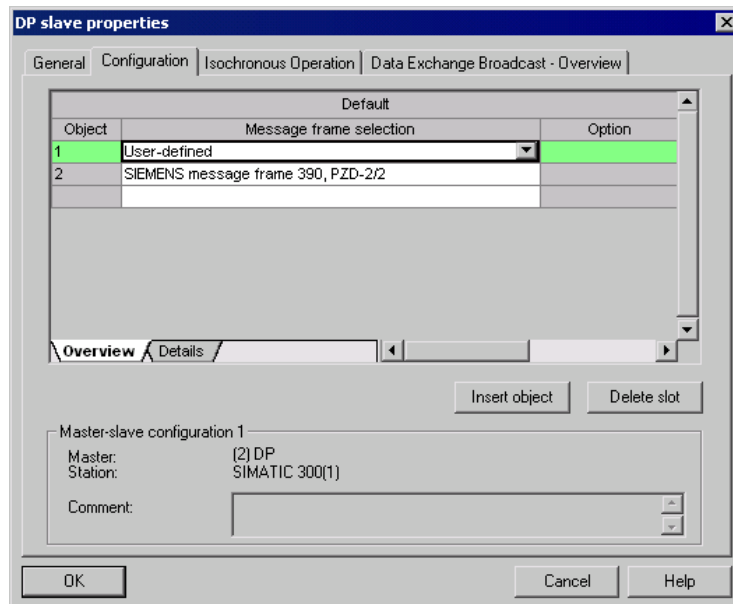 DP slave properties
General Configuration Isochronous Operation Data Exchange Broadcast - Overview
Default
Object Message frame selection Option
1 User-defined
2 SIEMENS message frame 390, PZD-2/2
Overview Details
Insert object Delete slot
Master-slave configuration 1
Master: (2) DP
Station: SIMATIC 300(1)
Comment:
OK Cancel Help